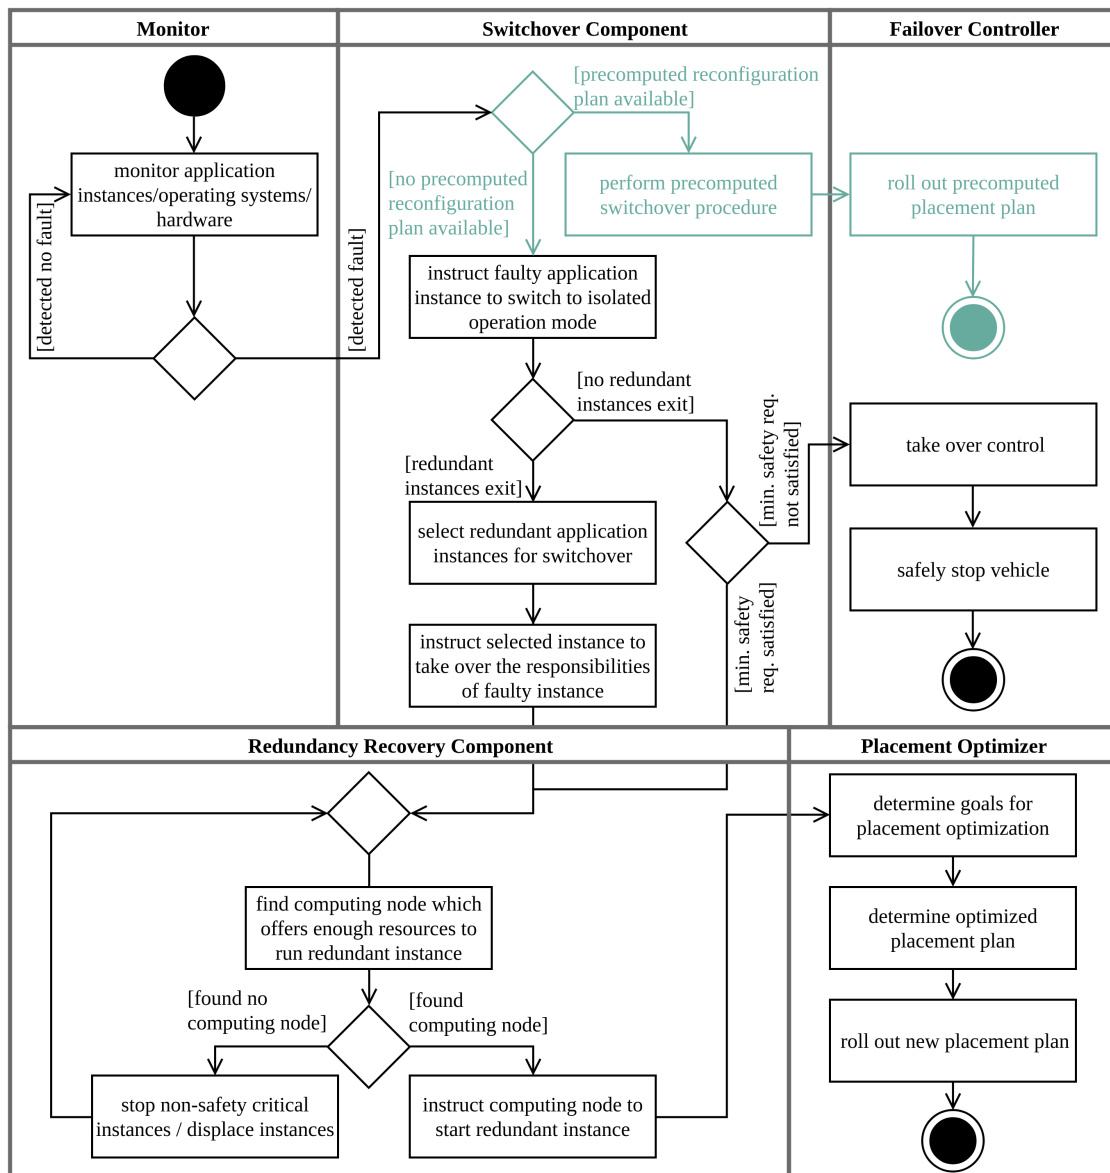 Monitor
Switchover Component
Failover Controller
[precomputed reconfiguration
plan available]
monitor application
instances/operating systems/
hardware
[detected no fault]
[detected fault]
[no precomputed
reconfiguration
plan available]
perform precomputed
switchover procedure
roll out precomputed
placement plan
instruct faulty application
instance to switch to isolated
operation mode
[no redundant
instances exit]
[redundant
instances exit]
[min. safety req.
not satisfied]
take over control
select redundant application
instances for switchover
safely stop vehicle
[min. safety
req. satisfied]
instruct selected instance to
take over the responsibilities
of faulty instance
Redundancy Recovery Component
Placement Optimizer
determine goals for
placement optimization
find computing node which
offers enough resources to
run redundant instance
determine optimized
placement plan
[found no
computing node]
[found
computing node]
roll out new placement plan
stop non-safety critical
instances / displace instances
instruct computing node to
start redundant instance